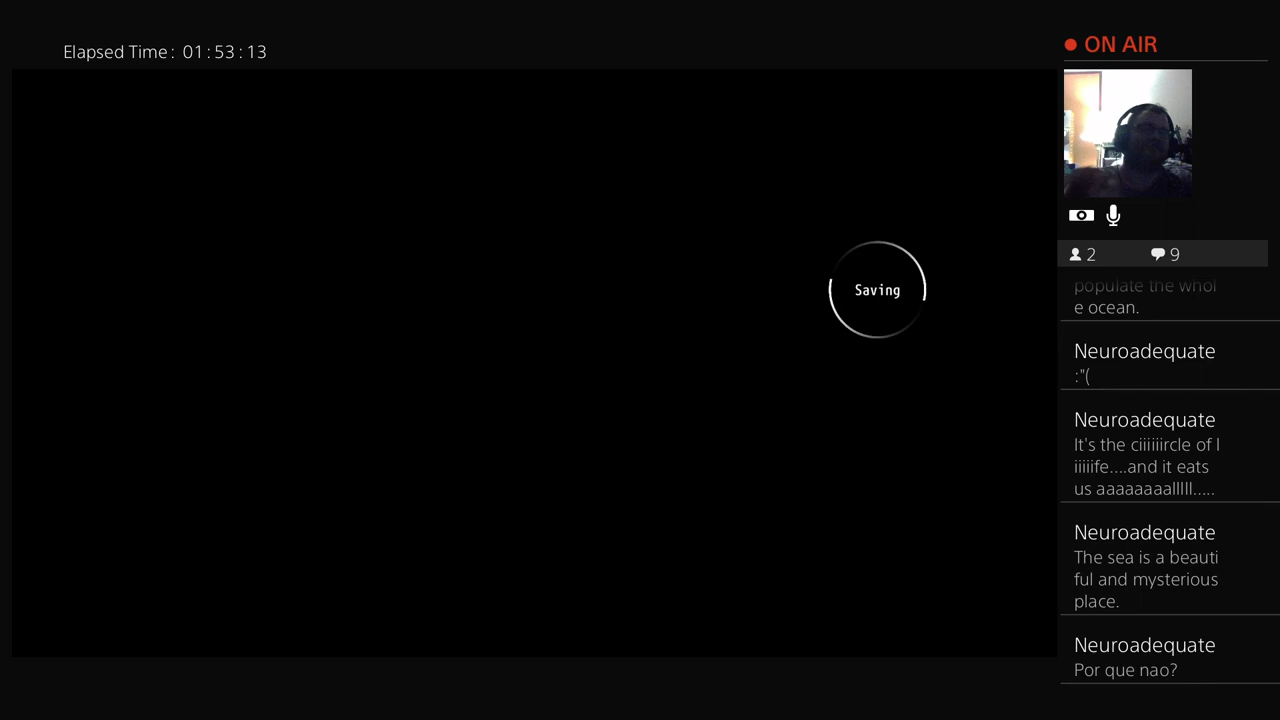 Elapsed Time: 01:53:13
ON AIR
2 9
populate the whol
e ocean.
Neuroadequate
:"(
Neuroadequate
It's the ciiiiiircle of l
iiiiife....and it eats
us aaaaaaaalllll.....
Neuroadequate
The sea is a beauti
ful and mysterious
place.
Neuroadequate
Por que nao?
Saving